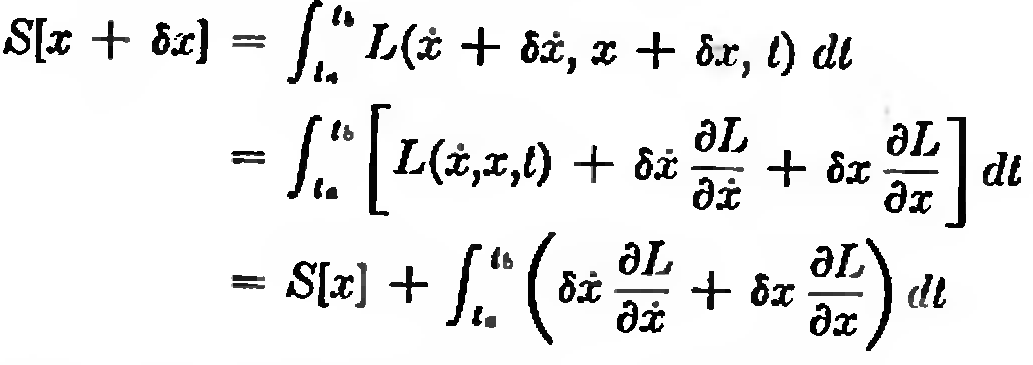 S[x + δx] = ∫_{t_a}^{t_b} L(ẋ + δẋ, x + δx, t) dt
= ∫_{t_a}^{t_b} [ L(ẋ,x,t) + δẋ ∂L/∂ẋ + δx ∂L/∂x ] dt
= S[x] + ∫_{t_a}^{t_b} ( δẋ ∂L/∂ẋ + δx ∂L/∂x ) dt